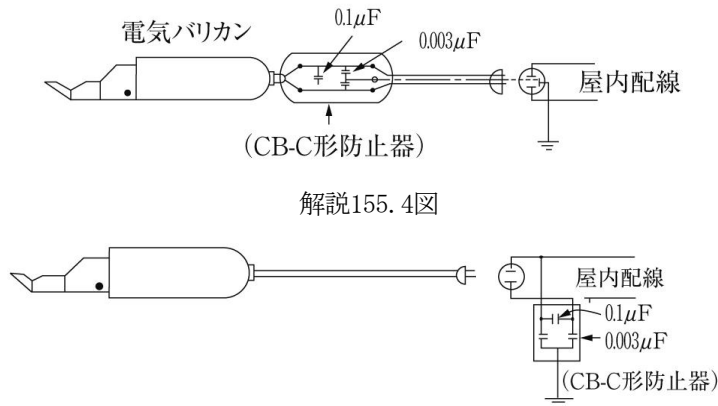 0.1μF
電気バリカン
0.003μF
屋内配線
(CB-C形防止器)
解説155.4図
屋内配線
0.1μF
0.003μF
(CB-C形防止器)